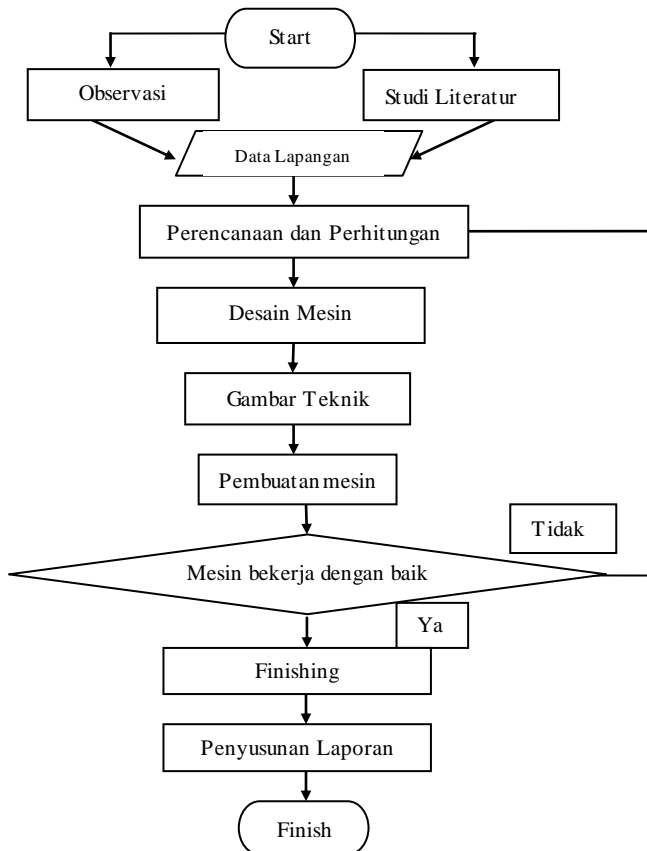 Start
Observasi
Studi Literatur
Data Lapangan
Perencanaan dan Perhitungan
Desain Mesin
Gambar Teknik
Pembuatan mesin
Tidak
Mesin bekerja dengan baik
Ya
Finishing
Penyusunan Laporan
Finish